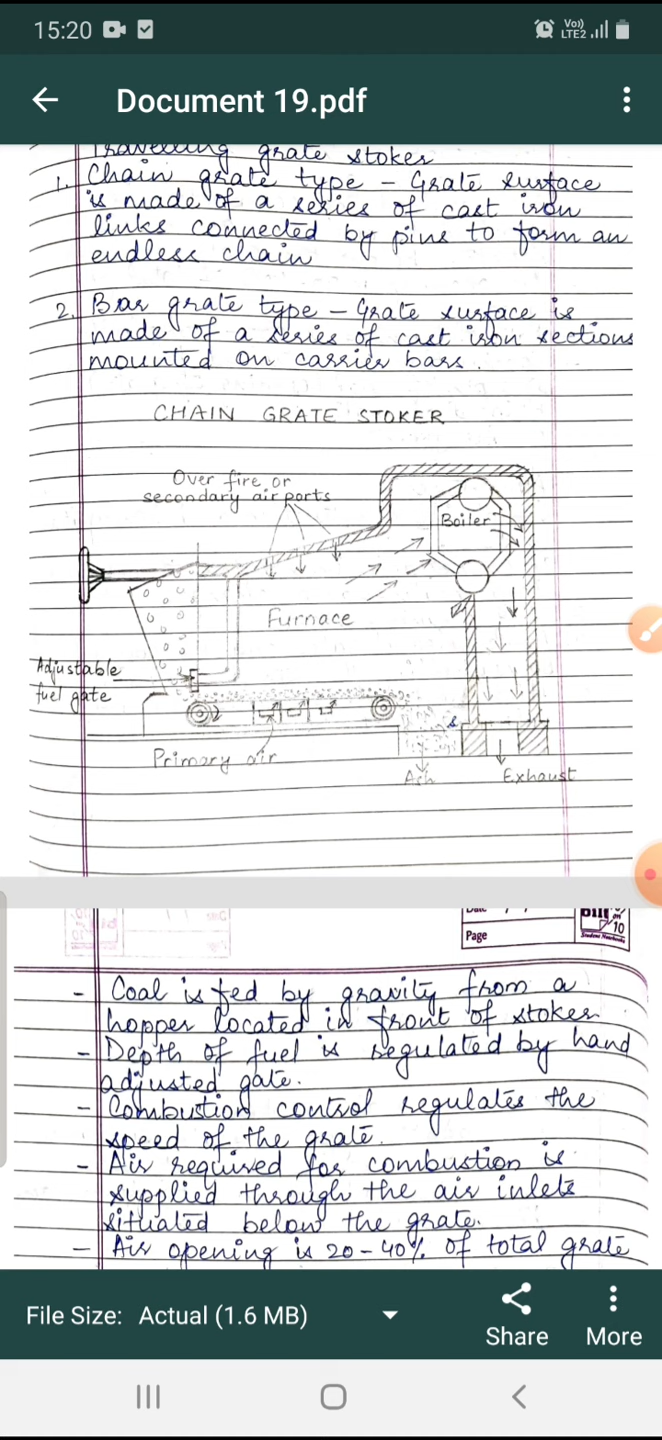 15:20
Vo))
LTE2
Document 19.pdf
Travelling grate stoker
1. Chain grate type - Grate surface
is made of a series of cast iron
links connected by pins to form an
endless chain
2. Bar grate type - Grate surface is
made of a series of cast iron sections
mounted on carrier bars.
CHAIN GRATE STOKER
Over fire or
secondary air ports
Boiler
Furnace
Adjustable
fuel gate
Primary air
Ash
Exhaust
Date
Page
- Coal is fed by gravity from a
hopper located in front of stoker
- Depth of fuel is regulated by hand
adjusted gate.
- Combustion control regulates the
speed of the grate.
- Air required for combustion is
supplied through the air inlets
situated below the grate.
- Air opening is 20-40% of total grate
File Size: Actual (1.6 MB)
Share
More